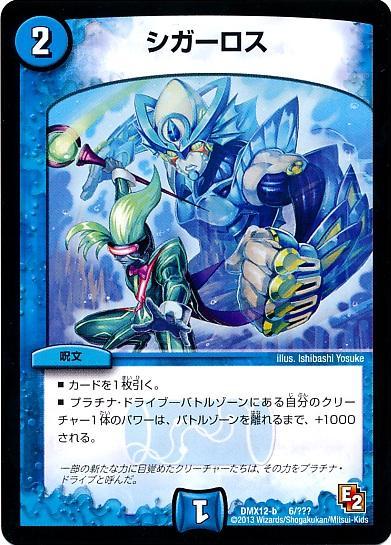 2
シガーロス
illus. Ishibashi Yosuke
呪文
■ カードを1枚引く。
■ プラチナ・ドライブ－バトルゾーンにある自分のクリ
ーチャー1体のパワーは、バトルゾーンを離れるまで、+1000
される。
一部の新たな力に目覚めたクリーチャーたちは、その力をプラチナ・
ドライブと呼んだ。
1
DMX12-b 6/???
©2013 Wizards/Shogakukan/Mitsui-Kids
E2